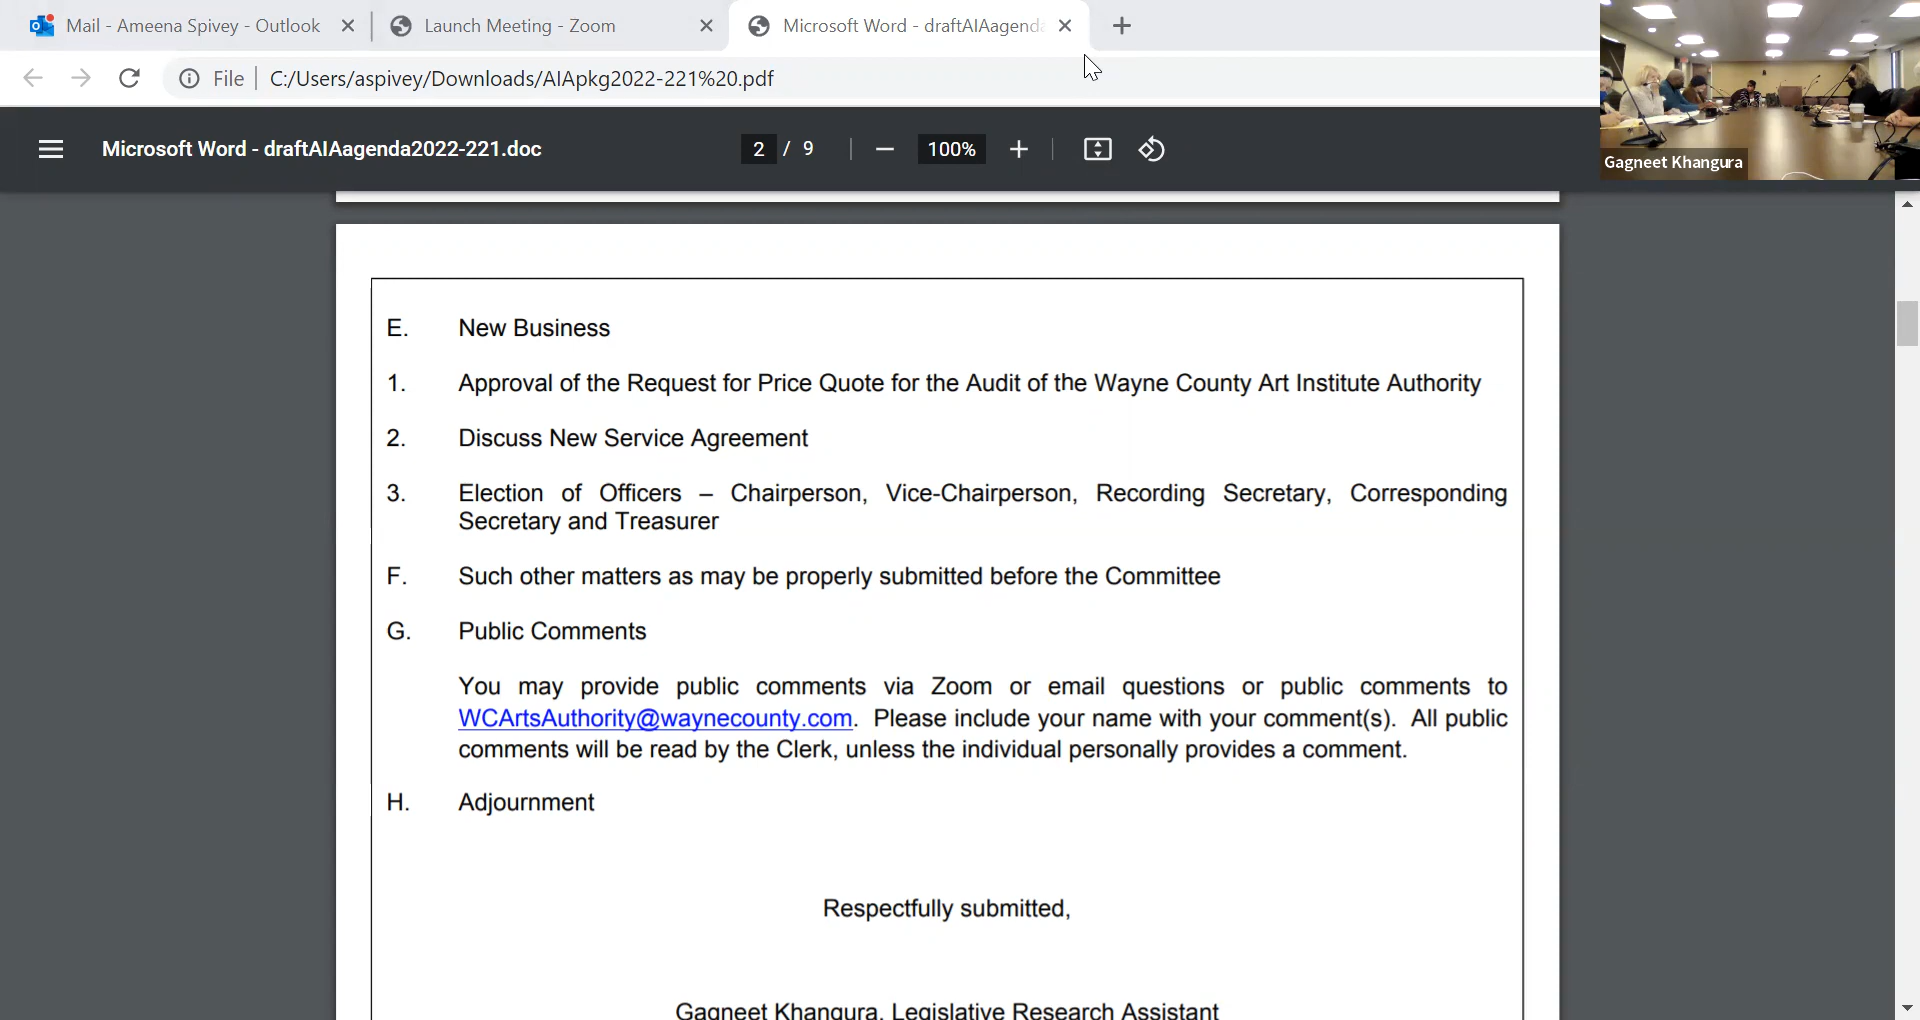 Mail - Ameena Spivey - Outlook
Launch Meeting - Zoom
Microsoft Word - draftAIAagenda
File
C:/Users/aspivey/Downloads/AIApkg2022-221%20.pdf
Microsoft Word - draftAIAagenda2022-221.doc
2 / 9
100%
Gagneet Khangura
E. New Business
1. Approval of the Request for Price Quote for the Audit of the Wayne County Art Institute Authority
2. Discuss New Service Agreement
3. Election of Officers – Chairperson, Vice-Chairperson, Recording Secretary, Corresponding
Secretary and Treasurer
F. Such other matters as may be properly submitted before the Committee
G. Public Comments
You may provide public comments via Zoom or email questions or public comments to
WCArtsAuthority@waynecounty.com. Please include your name with your comment(s). All public
comments will be read by the Clerk, unless the individual personally provides a comment.
H. Adjournment
Respectfully submitted,
Gagneet Khangura, Legislative Research Assistant